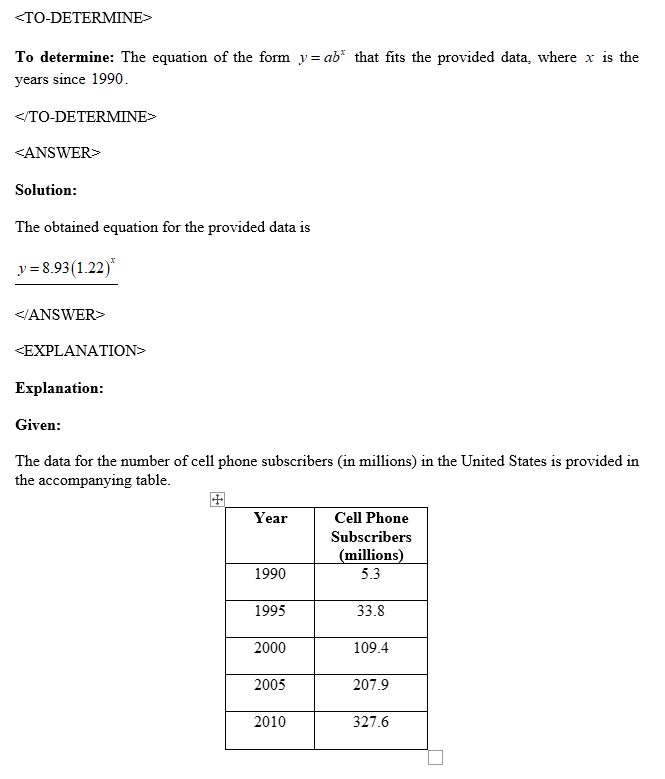 <TO-DETERMINE>
To determine: The equation of the form y = ab^x that fits the provided data, where x is the
years since 1990.
</TO-DETERMINE>
<ANSWER>
Solution:
The obtained equation for the provided data is
y = 8.93(1.22)^x
</ANSWER>
<EXPLANATION>
Explanation:
Given:
The data for the number of cell phone subscribers (in millions) in the United States is provided in
the accompanying table.
Year Cell Phone
Subscribers
(millions)
1990 5.3
1995 33.8
2000 109.4
2005 207.9
2010 327.6